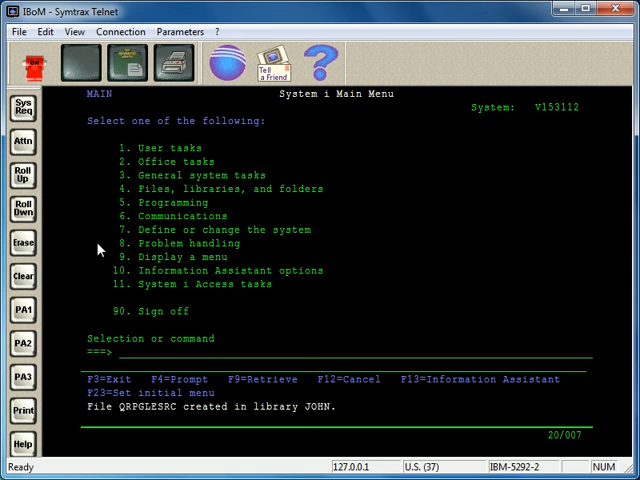 IBoM - Symtrax Telnet
File Edit View Connection Parameters ?
ON
Tell a Friend
Sys Req
Attn
Roll Up
Roll Dwn
Erase
Clear
PA1
PA2
PA3
Print
Help
MAIN System i Main Menu
System: V153112
Select one of the following:
1. User tasks
2. Office tasks
3. General system tasks
4. Files, libraries, and folders
5. Programming
6. Communications
7. Define or change the system
8. Problem handling
9. Display a menu
10. Information Assistant options
11. System i Access tasks
90. Sign off
Selection or command
===>
F3=Exit F4=Prompt F9=Retrieve F12=Cancel F13=Information Assistant
F23=Set initial menu
File QRPGLESRC created in library JOHN.
20/007
Ready 127.0.0.1 U.S. (37) IBM-5292-2 NUM